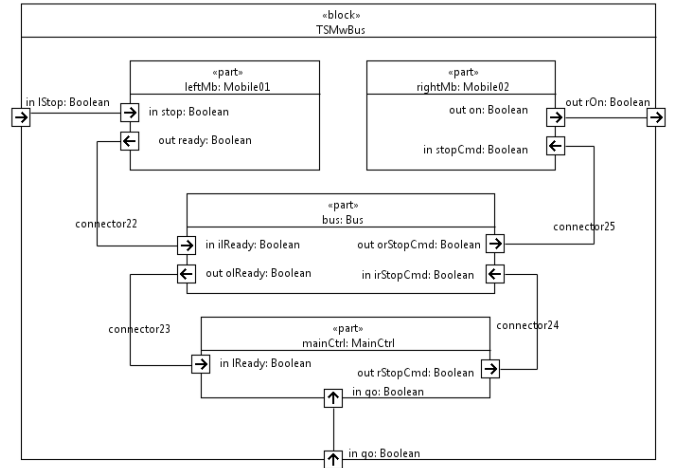 «block»
TSMwBus
«part»
leftMb: Mobile01
«part»
rightMb: Mobile02
in lStop: Boolean
in stop: Boolean
out ready: Boolean
out on: Boolean
out rOn: Boolean
in stopCmd: Boolean
connector22
connector25
«part»
bus: Bus
in ilReady: Boolean
out orStopCmd: Boolean
out olReady: Boolean
in irStopCmd: Boolean
connector23
connector24
«part»
mainCtrl: MainCtrl
in lReady: Boolean
out rStopCmd: Boolean
in go: Boolean
in go: Boolean